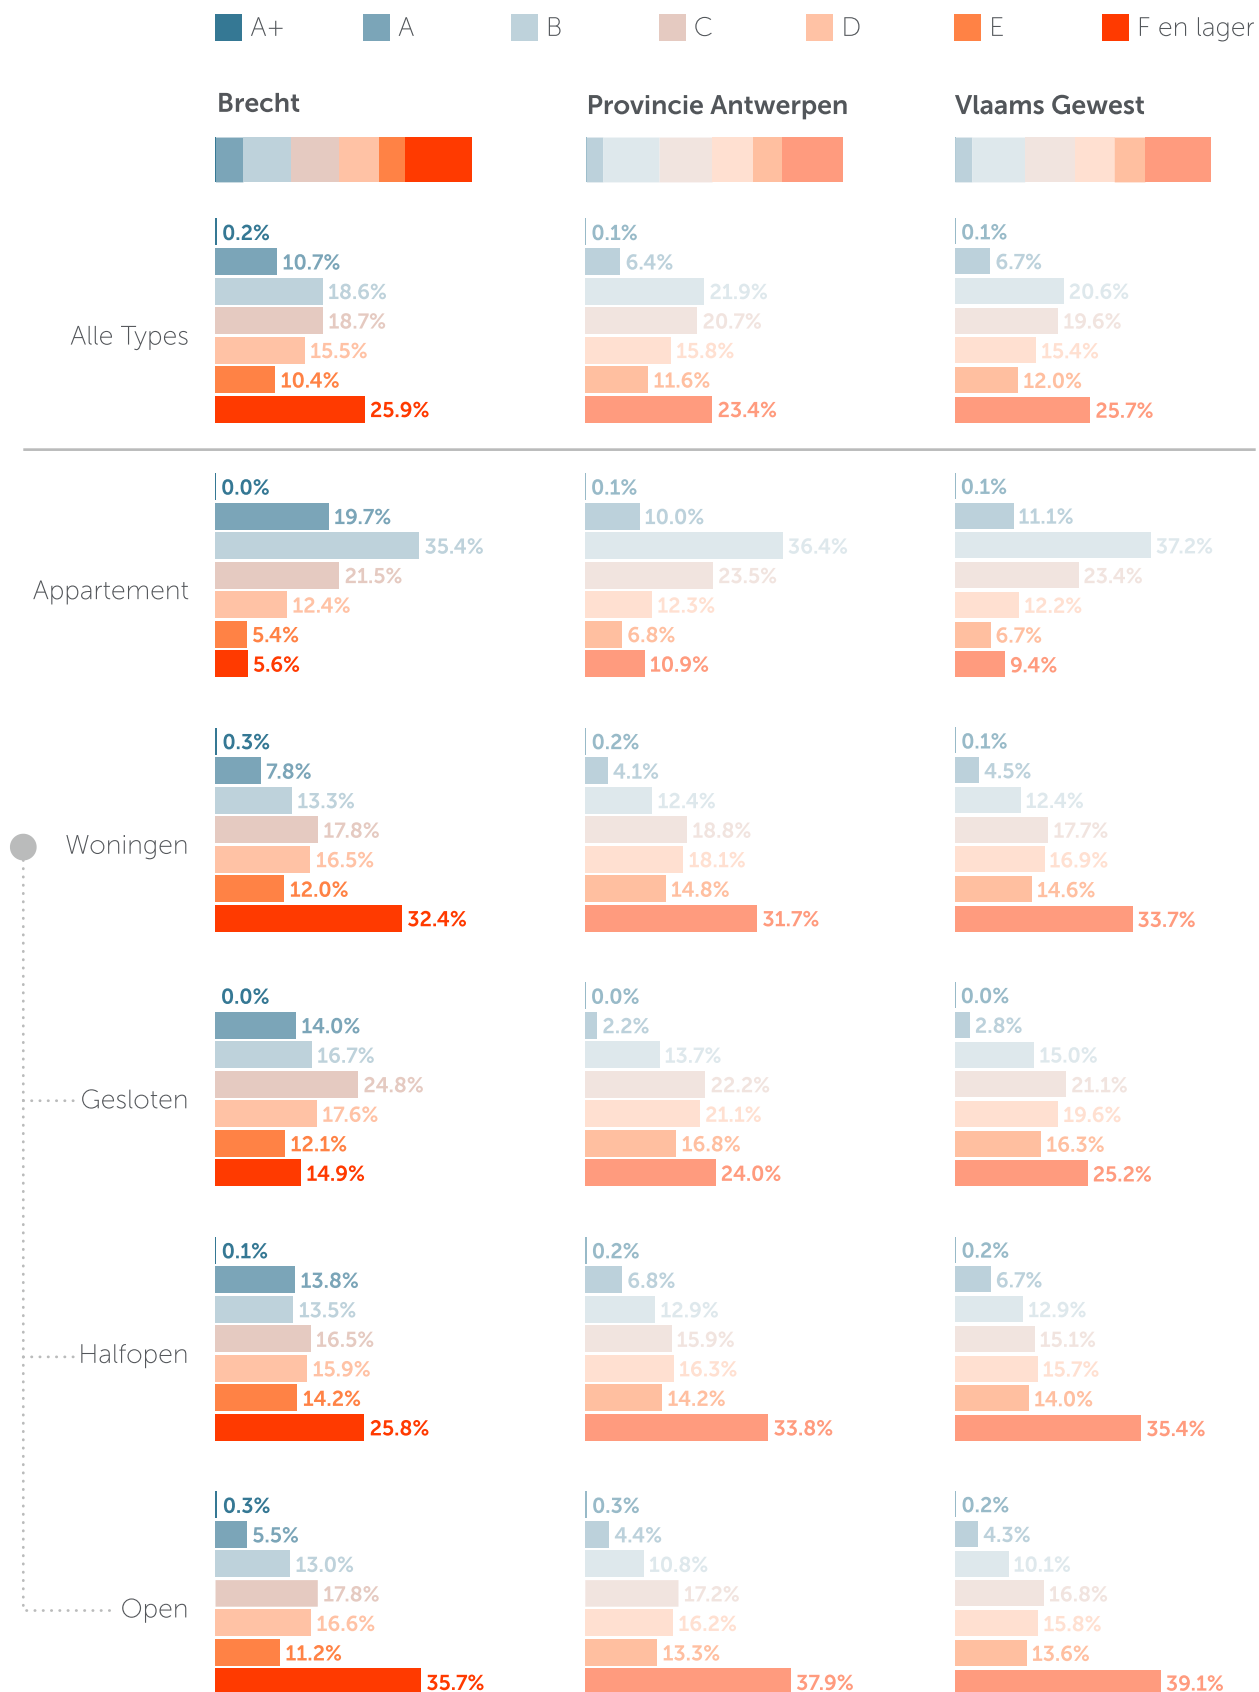 A+ A B C D E F en lager
Brecht Provincie Antwerpen Vlaams Gewest
Alle Types
0.2% 0.1% 0.1%
10.7% 6.4% 6.7%
18.6% 21.9% 20.6%
18.7% 20.7% 19.6%
15.5% 15.8% 15.4%
10.4% 11.6% 12.0%
25.9% 23.4% 25.7%
Appartement
0.0% 0.1% 0.1%
19.7% 10.0% 11.1%
35.4% 36.4% 37.2%
21.5% 23.5% 23.4%
12.4% 12.3% 12.2%
5.4% 6.8% 6.7%
5.6% 10.9% 9.4%
Woningen
0.3% 0.2% 0.1%
7.8% 4.1% 4.5%
13.3% 12.4% 12.4%
17.8% 18.8% 17.7%
16.5% 18.1% 16.9%
12.0% 14.8% 14.6%
32.4% 31.7% 33.7%
Gesloten
0.0% 0.0% 0.0%
14.0% 2.2% 2.8%
16.7% 13.7% 15.0%
24.8% 22.2% 21.1%
17.6% 21.1% 19.6%
12.1% 16.8% 16.3%
14.9% 24.0% 25.2%
Halfopen
0.1% 0.2% 0.2%
13.8% 6.8% 6.7%
13.5% 12.9% 12.9%
16.5% 15.9% 15.1%
15.9% 16.3% 15.7%
14.2% 14.2% 14.0%
25.8% 33.8% 35.4%
Open
0.3% 0.3% 0.2%
5.5% 4.4% 4.3%
13.0% 10.8% 10.1%
17.8% 17.2% 16.8%
16.6% 16.2% 15.8%
11.2% 13.3% 13.6%
35.7% 37.9% 39.1%